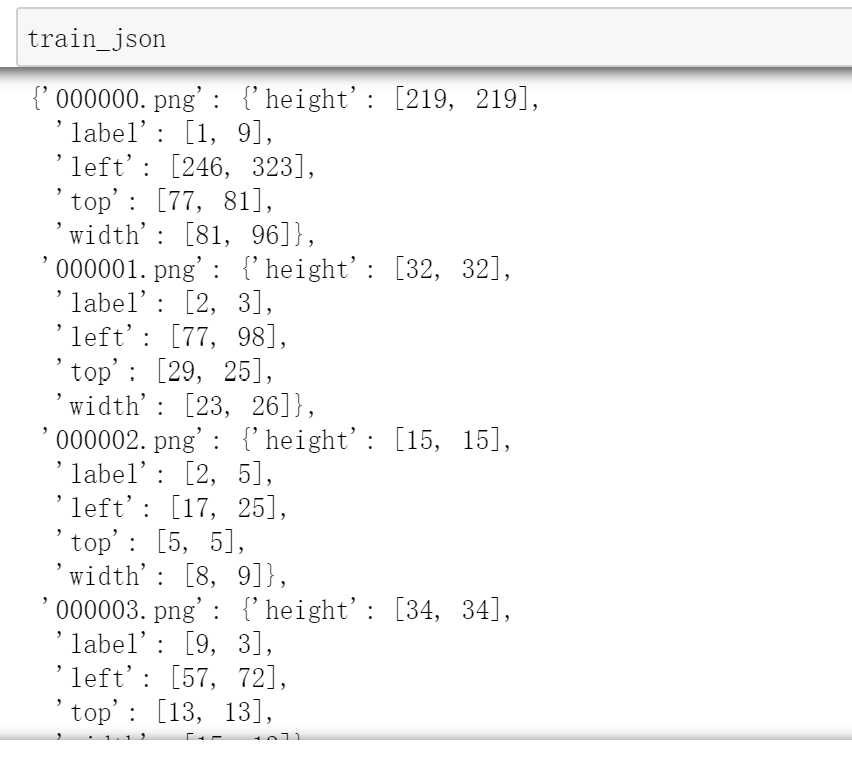 train_json
{'000000.png': {'height': [219, 219],
'label': [1, 9],
'left': [246, 323],
'top': [77, 81],
'width': [81, 96]},
'000001.png': {'height': [32, 32],
'label': [2, 3],
'left': [77, 98],
'top': [29, 25],
'width': [23, 26]},
'000002.png': {'height': [15, 15],
'label': [2, 5],
'left': [17, 25],
'top': [5, 5],
'width': [8, 9]},
'000003.png': {'height': [34, 34],
'label': [9, 3],
'left': [57, 72],
'top': [13, 13],